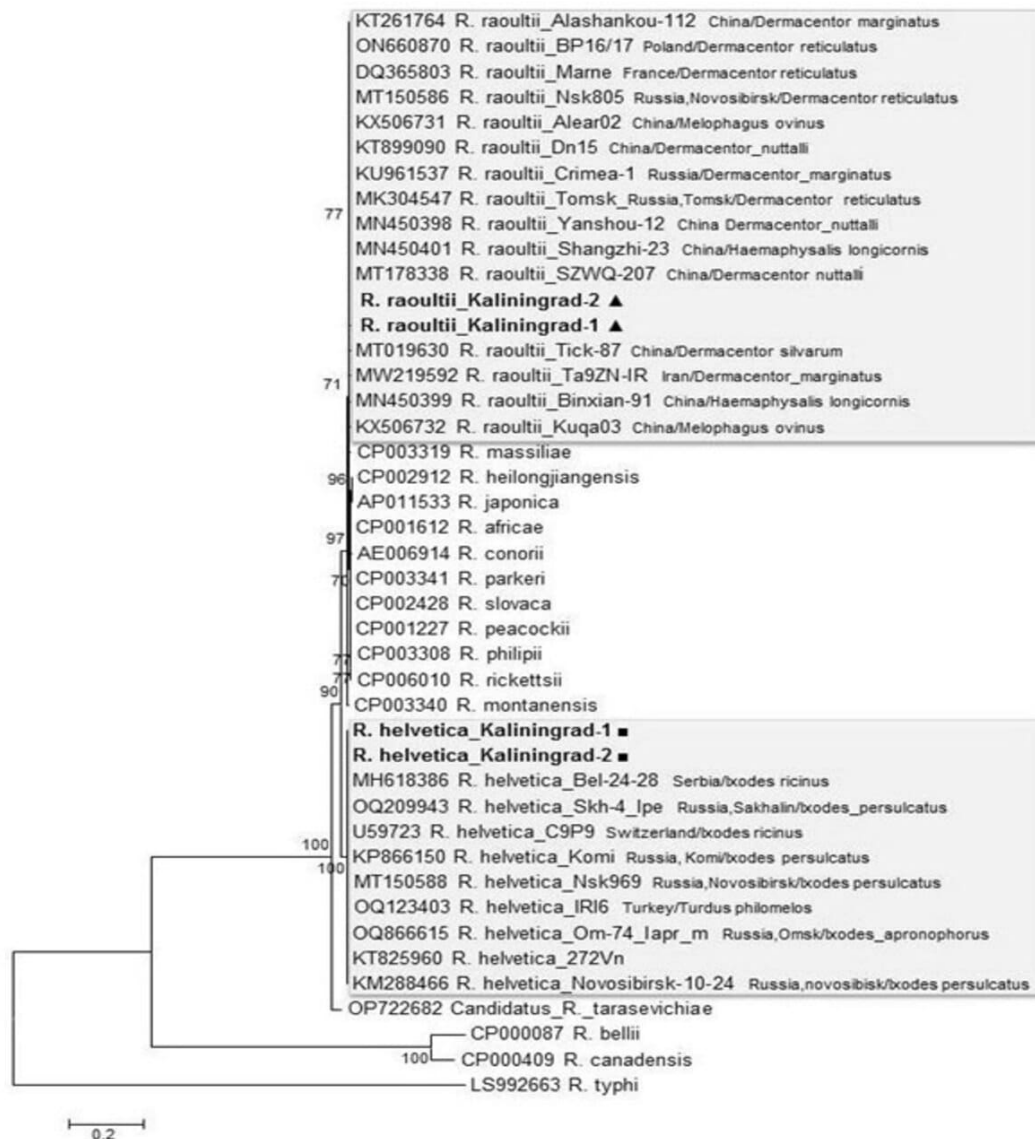 KT261764 R. raoultii_Alashankou-112 China/Dermacentor marginatus
ON660870 R. raoultii_BP16/17 Poland/Dermacentor reticulatus
DQ365803 R. raoultii_Marne France/Dermacentor reticulatus
MT150586 R. raoultii_Nsk805 Russia,Novosibirsk/Dermacentor reticulatus
KX506731 R. raoultii_Alear02 China/Melophagus ovinus
KT899090 R. raoultii_Dn15 China/Dermacentor_nuttalli
KU961537 R. raoultii_Crimea-1 Russia/Dermacentor_marginatus
MK304547 R. raoultii_Tomsk_Russia,Tomsk/Dermacentor reticulatus
77
MN450398 R. raoultii_Yanshou-12 China Dermacentor_nuttalli
MN450401 R. raoultii_Shangzhi-23 China/Haemaphysalis longicornis
MT178338 R. raoultii_SZWQ-207 China/Dermacentor nuttalli
R. raoultii_Kaliningrad-2 ▲
R. raoultii_Kaliningrad-1 ▲
MT019630 R. raoultii_Tick-87 China/Dermacentor silvarum
71
MW219592 R. raoultii_Ta9ZN-IR Iran/Dermacentor_marginatus
MN450399 R. raoultii_Binxian-91 China/Haemaphysalis longicornis
KX506732 R. raoultii_Kuqa03 China/Melophagus ovinus
CP003319 R. massiliae
96
CP002912 R. heilongjiangensis
AP011533 R. japonica
CP001612 R. africae
97
AE006914 R. conorii
70
CP003341 R. parkeri
CP002428 R. slovaca
CP001227 R. peacockii
77
CP003308 R. philipii
77
CP006010 R. rickettsii
90
CP003340 R. montanensis
R. helvetica_Kaliningrad-1 ■
R. helvetica_Kaliningrad-2 ■
MH618386 R. helvetica_Bel-24-28 Serbia/Ixodes ricinus
OQ209943 R. helvetica_Skh-4_Ipe Russia,Sakhalin/Ixodes_persulcatus
U59723 R. helvetica_C9P9 Switzerland/Ixodes ricinus
100
KP866150 R. helvetica_Komi Russia, Komi/Ixodes persulcatus
100
MT150588 R. helvetica_Nsk969 Russia,Novosibirsk/Ixodes persulcatus
OQ123403 R. helvetica_IRI6 Turkey/Turdus philomelos
OQ866615 R. helvetica_Om-74_Iapr_m Russia,Omsk/Ixodes_apronophorus
KT825960 R. helvetica_272Vn
KM288466 R. helvetica_Novosibirsk-10-24 Russia,novosibisk/Ixodes persulcatus
OP722682 Candidatus_R._tarasevichiae
CP000087 R. bellii
100
CP000409 R. canadensis
LS992663 R. typhi
0.2